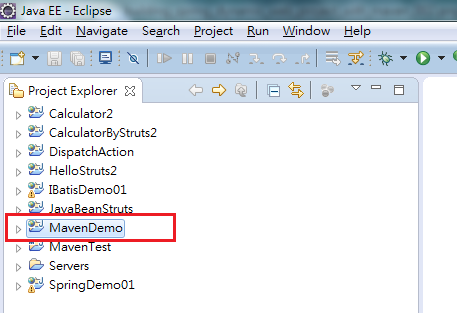 Java EE - Eclipse
File Edit Navigate Search Project Run Window Help
Project Explorer
Calculator2
CalculatorByStruts2
DispatchAction
HelloStruts2
IBatisDemo01
JavaBeanStruts
MavenDemo
MavenTest
Servers
SpringDemo01